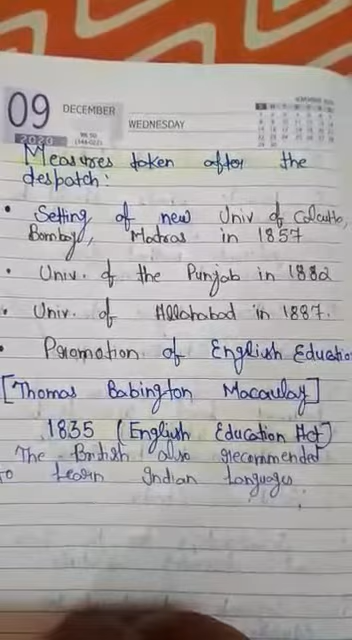 09 DECEMBER
2020
WEDNESDAY
Measures taken after the
despatch:
• Setting of new Univ of Calcutta,
Bombay, Madras in 1857
• Univ. of the Punjab in 1882
• Univ. of Allahabad in 1887.
• Promotion of English Educatio
[Thomas Babington Macaulay]
1835 (English Education Act)
The British also recommended
to learn Indian languages